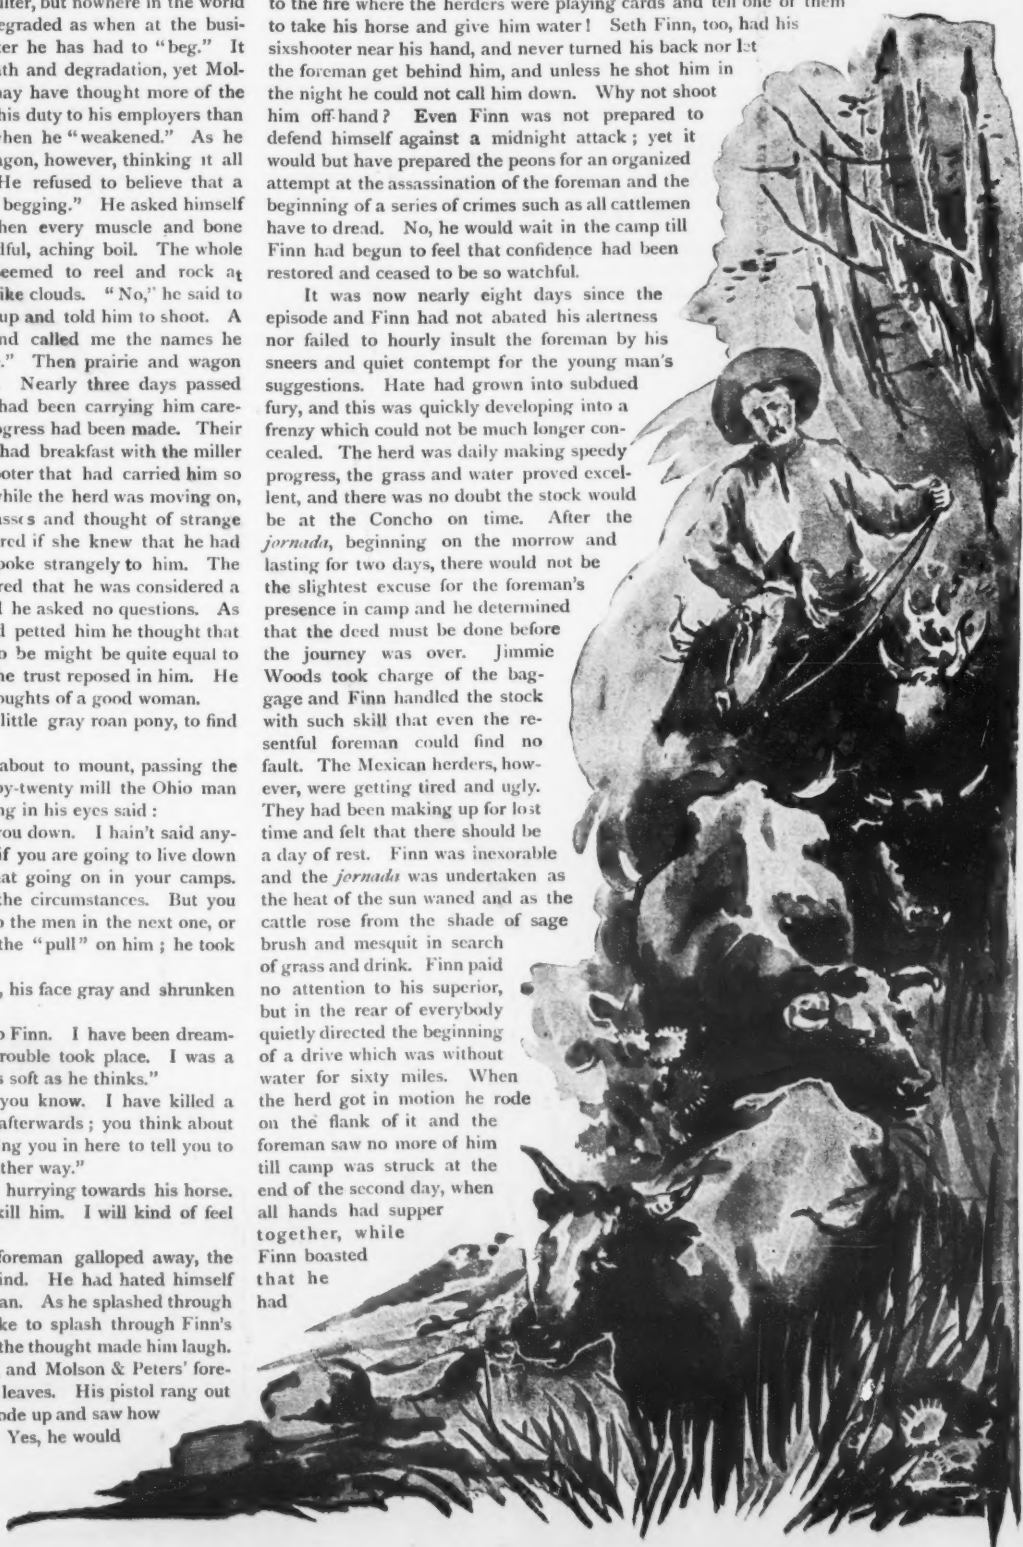 ulter, but nowhere in the world
egraded as when at the busi-
ter he has had to "beg." It
ath and degradation, yet Mol-
nay have thought more of the
his duty to his employers than
when he "weakened." As he
agon, however, thinking it all
He refused to believe that a
begging." He asked himself
hen every muscle and bone
dful, aching boil. The whole
seemed to reel and rock at
like clouds. "No," he said to
up and told him to shoot. A
nd called me the names he
." Then prairie and wagon
Nearly three days passed
had been carrying him care-
ogress had been made. Their
had breakfast with the miller
ooter that had carried him so
while the herd was moving on,
asses and thought of strange
red if she knew that he had
poke strangely to him. The
red that he was considered a
l he asked no questions. As
d petted him he thought that
o be might be quite equal to
he trust reposed in him. He
oughts of a good woman.
little gray roan pony, to find
about to mount, passing the
by-twenty mill the Ohio man
ng in his eyes said :
you down. I hain't said any-
if you are going to live down
at going on in your camps.
the circumstances. But you
o the men in the next one, or
the "pull" on him ; he took
, his face gray and shrunken
o Finn. I have been dream-
rouble took place. I was a
s soft as he thinks."
you know. I have killed a
afterwards ; you think about
ng you in here to tell you to
ther way."
hurrying towards his horse.
kill him. I will kind of feel
foreman galloped away, the
ind. He had hated himself
an. As he splashed through
ke to splash through Finn's
the thought made him laugh.
and Molson & Peters' fore-
leaves. His pistol rang out
ode up and saw how
Yes, he would
to the fire where the herders were playing cards and tell one of them
to take his horse and give him water! Seth Finn, too, had his
sixshooter near his hand, and never turned his back nor let
the foreman get behind him, and unless he shot him in
the night he could not call him down. Why not shoot
him off-hand? Even Finn was not prepared to
defend himself against a midnight attack ; yet it
would but have prepared the peons for an organized
attempt at the assassination of the foreman and the
beginning of a series of crimes such as all cattlemen
have to dread. No, he would wait in the camp till
Finn had begun to feel that confidence had been
restored and ceased to be so watchful.
It was now nearly eight days since the
episode and Finn had not abated his alertness
nor failed to hourly insult the foreman by his
sneers and quiet contempt for the young man's
suggestions. Hate had grown into subdued
fury, and this was quickly developing into a
frenzy which could not be much longer con-
cealed. The herd was daily making speedy
progress, the grass and water proved excel-
lent, and there was no doubt the stock would
be at the Concho on time. After the
jornada, beginning on the morrow and
lasting for two days, there would not be
the slightest excuse for the foreman's
presence in camp and he determined
that the deed must be done before
the journey was over. Jimmie
Woods took charge of the bag-
gage and Finn handled the stock
with such skill that even the re-
sentful foreman could find no
fault. The Mexican herders, how-
ever, were getting tired and ugly.
They had been making up for lost
time and felt that there should be
a day of rest. Finn was inexorable
and the jornada was undertaken as
the heat of the sun waned and as the
cattle rose from the shade of sage
brush and mesquit in search
of grass and drink. Finn paid
no attention to his superior,
but in the rear of everybody
quietly directed the beginning
of a drive which was without
water for sixty miles. When
the herd got in motion he rode
on the flank of it and the
foreman saw no more of him
till camp was struck at the
end of the second day, when
all hands had supper
together, while
Finn boasted
that he
had